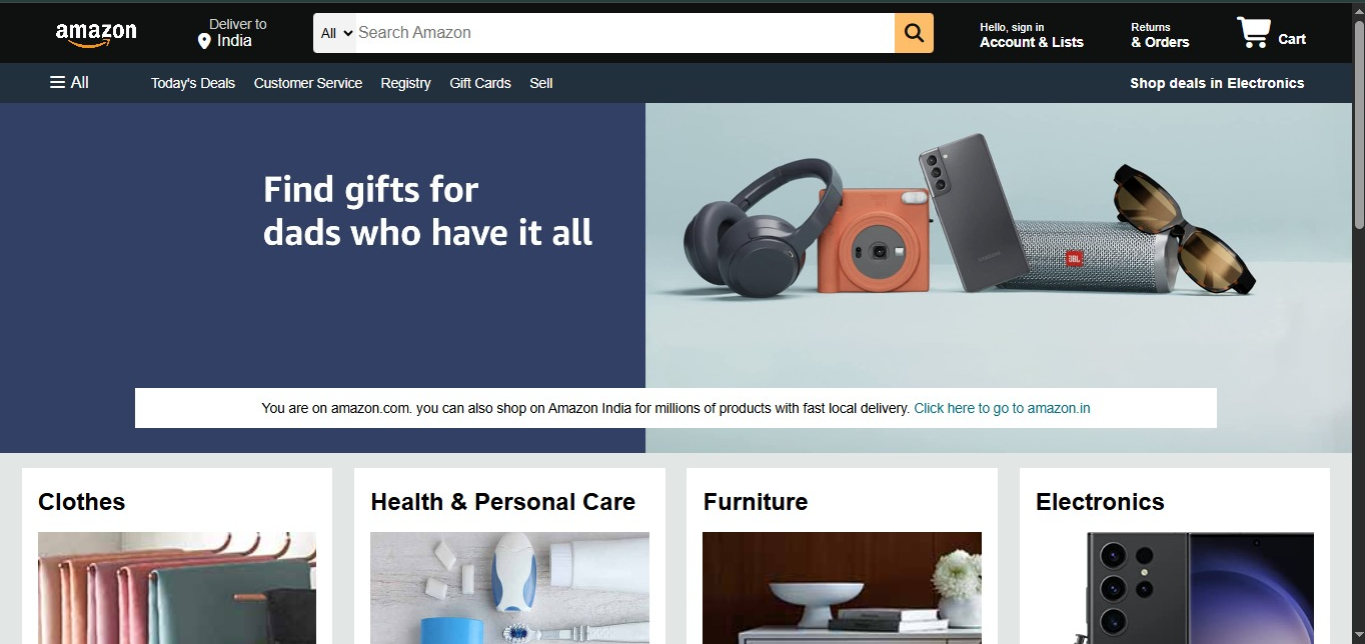 amazon
Deliver to
India
All
Search Amazon
Hello, sign in
Account & Lists
Returns
& Orders
Cart
All
Today's Deals
Customer Service
Registry
Gift Cards
Sell
Shop deals in Electronics
Find gifts for
dads who have it all
JBL
You are on amazon.com. you can also shop on Amazon India for millions of products with fast local delivery. Click here to go to amazon.in
Clothes
Health & Personal Care
Furniture
Electronics